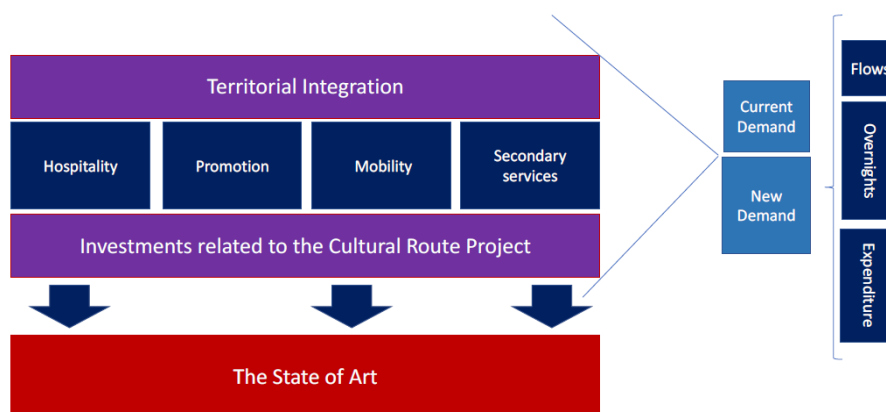 Territorial Integration
Hospitality
Promotion
Mobility
Secondary
services
Investments related to the Cultural Route Project
The State of Art
Current
Demand
New
Demand
Flows
Overnights
Expenditure